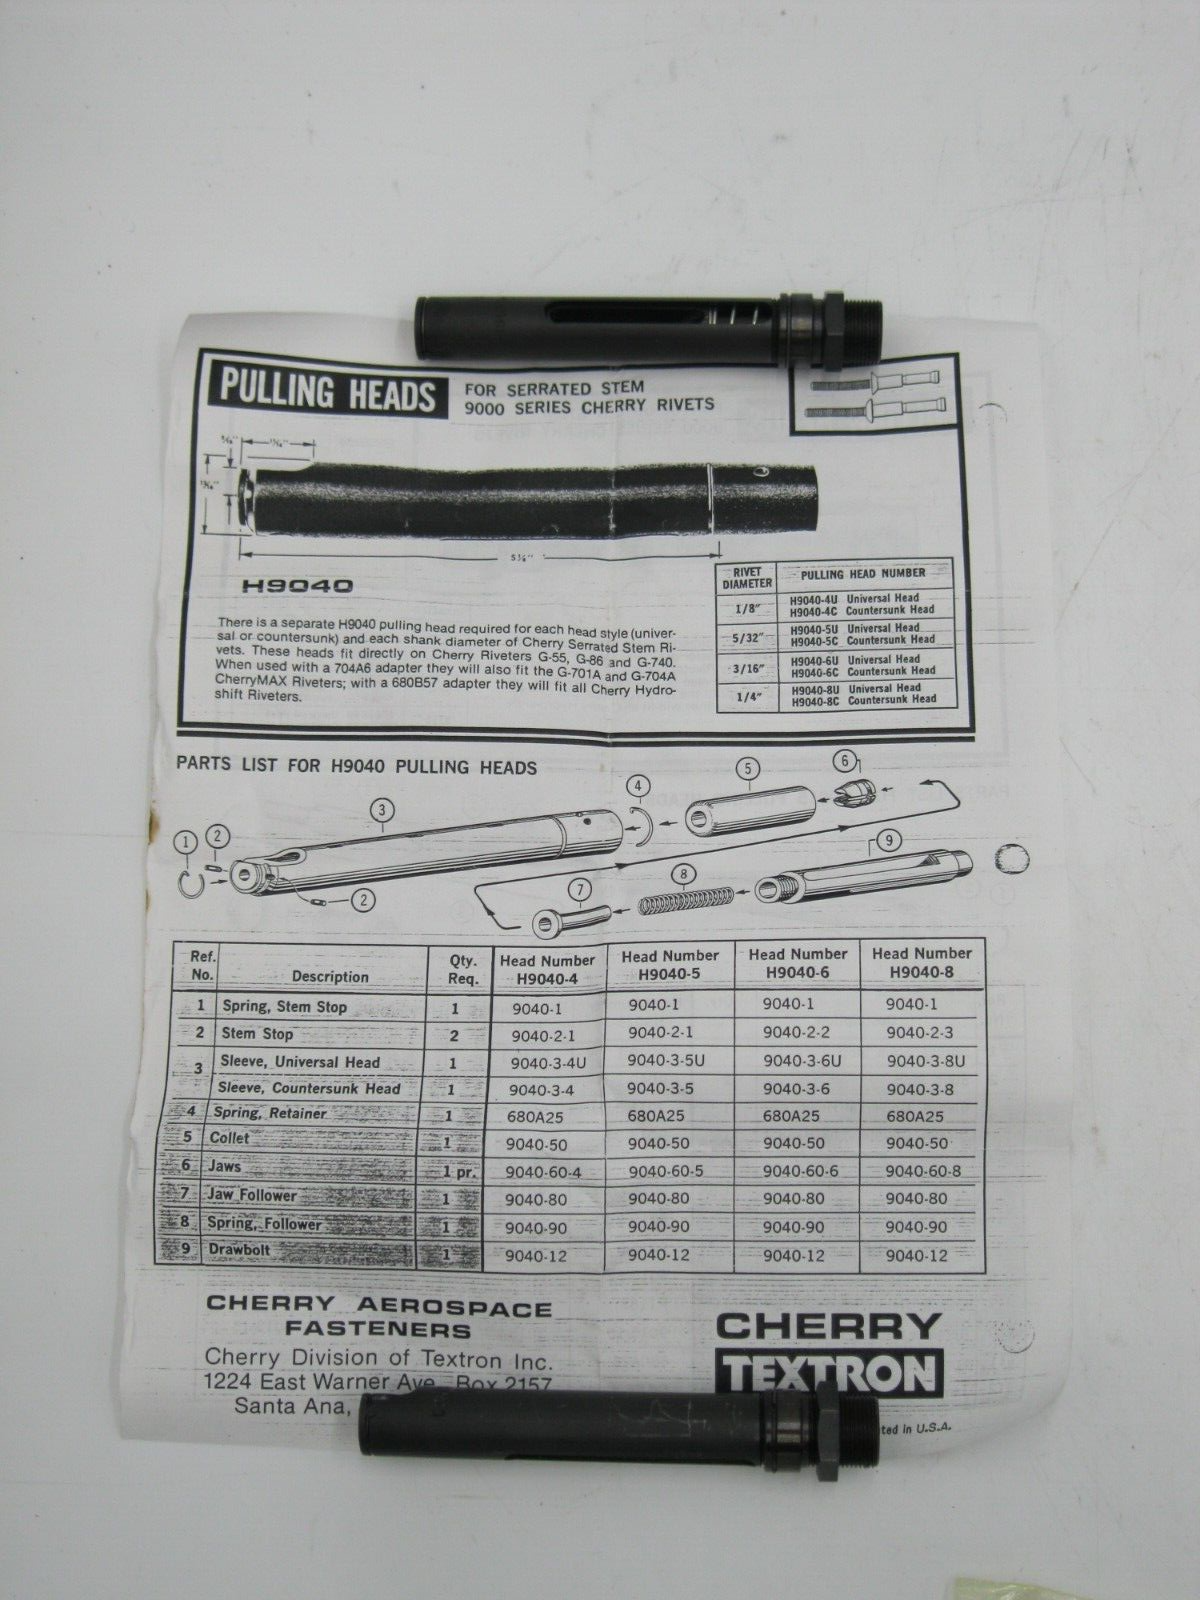 PULLING HEADS
FOR SERRATED STEM
9000 SERIES CHERRY RIVETS
H9040
There is a separate H9040 pulling head required for each head style (univer-
sal or countersunk) and each shank diameter of Cherry Serrated Stem Ri-
vets. These heads fit directly on Cherry Riveters G-55, G-86 and G-740.
When used with a 704A6 adapter they will also fit the G-701A and G-704A
CherryMAX Riveters; with a 680B57 adapter they will fit all Cherry Hydro-
shift Riveters.
RIVET DIAMETER PULLING HEAD NUMBER
1/8" H9040-4U Universal Head
H9040-4C Countersunk Head
5/32" H9040-5U Universal Head
H9040-5C Countersunk Head
3/16" H9040-6U Universal Head
H9040-6C Countersunk Head
1/4" H9040-8U Universal Head
H9040-8C Countersunk Head
PARTS LIST FOR H9040 PULLING HEADS
1 2 3 4 5 6
2 7 8 9
Ref. No. Description Qty. Req. Head Number H9040-4 Head Number H9040-5 Head Number H9040-6 Head Number H9040-8
1 Spring, Stem Stop 1 9040-1 9040-1 9040-1 9040-1
2 Stem Stop 2 9040-2-1 9040-2-1 9040-2-2 9040-2-3
3 Sleeve, Universal Head 1 9040-3-4U 9040-3-5U 9040-3-6U 9040-3-8U
Sleeve, Countersunk Head 1 9040-3-4 9040-3-5 9040-3-6 9040-3-8
4 Spring, Retainer 1 680A25 680A25 680A25 680A25
5 Collet 1 9040-50 9040-50 9040-50 9040-50
6 Jaws 1 pr. 9040-60-4 9040-60-5 9040-60-6 9040-60-8
7 Jaw Follower 1 9040-80 9040-80 9040-80 9040-80
8 Spring, Follower 1 9040-90 9040-90 9040-90 9040-90
9 Drawbolt 1 9040-12 9040-12 9040-12 9040-12
CHERRY AEROSPACE
FASTENERS
Cherry Division of Textron Inc.
1224 East Warner Ave. Box 2157
Santa Ana,
CHERRY
TEXTRON
ted in U.S.A.